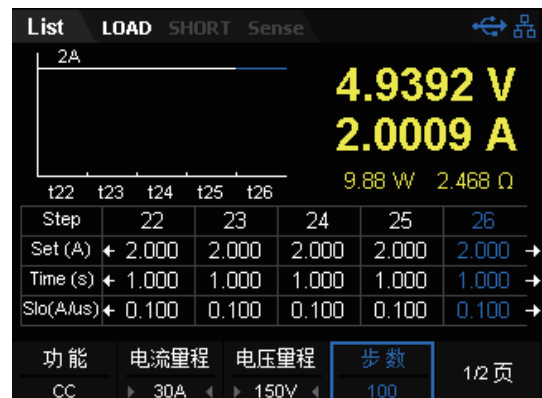 List LOAD SHORT Sense
2A
4.9392 V
2.0009 A
9.88 W 2.468 Ω
t22 t23 t24 t25 t26
Step 22 23 24 25 26
Set (A) 2.000 2.000 2.000 2.000 2.000
Time (s) 1.000 1.000 1.000 1.000 1.000
Slo(A/us) 0.100 0.100 0.100 0.100 0.100
功能 电流量程 电压量程 步数 1/2 页
CC 30A 150V 100